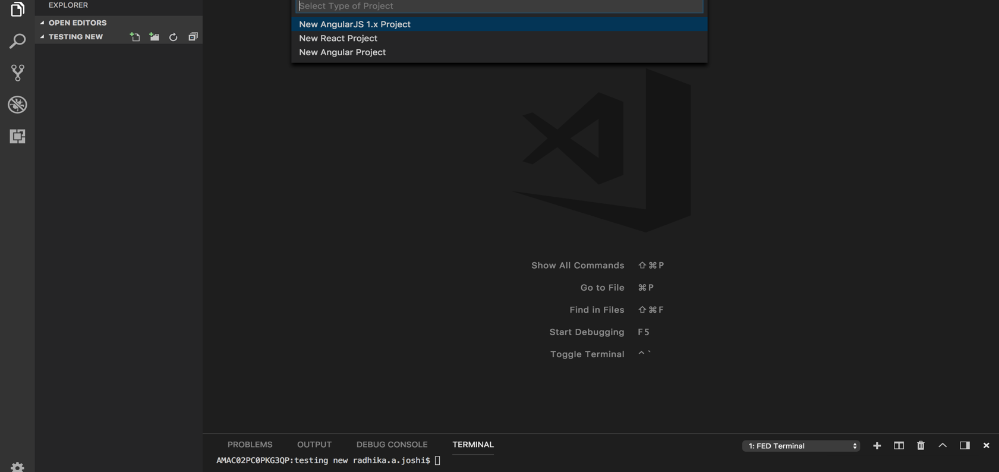 EXPLORER
OPEN EDITORS
TESTING NEW
Select Type of Project
New AngularJS 1.x Project
New React Project
New Angular Project
Show All Commands ⇧⌘P
Go to File ⌘P
Find in Files ⇧⌘F
Start Debugging F5
Toggle Terminal ^`
PROBLEMS OUTPUT DEBUG CONSOLE TERMINAL 1: FED Terminal
AMAC02PC0PKG3QP:testing new radhika.a.joshi$